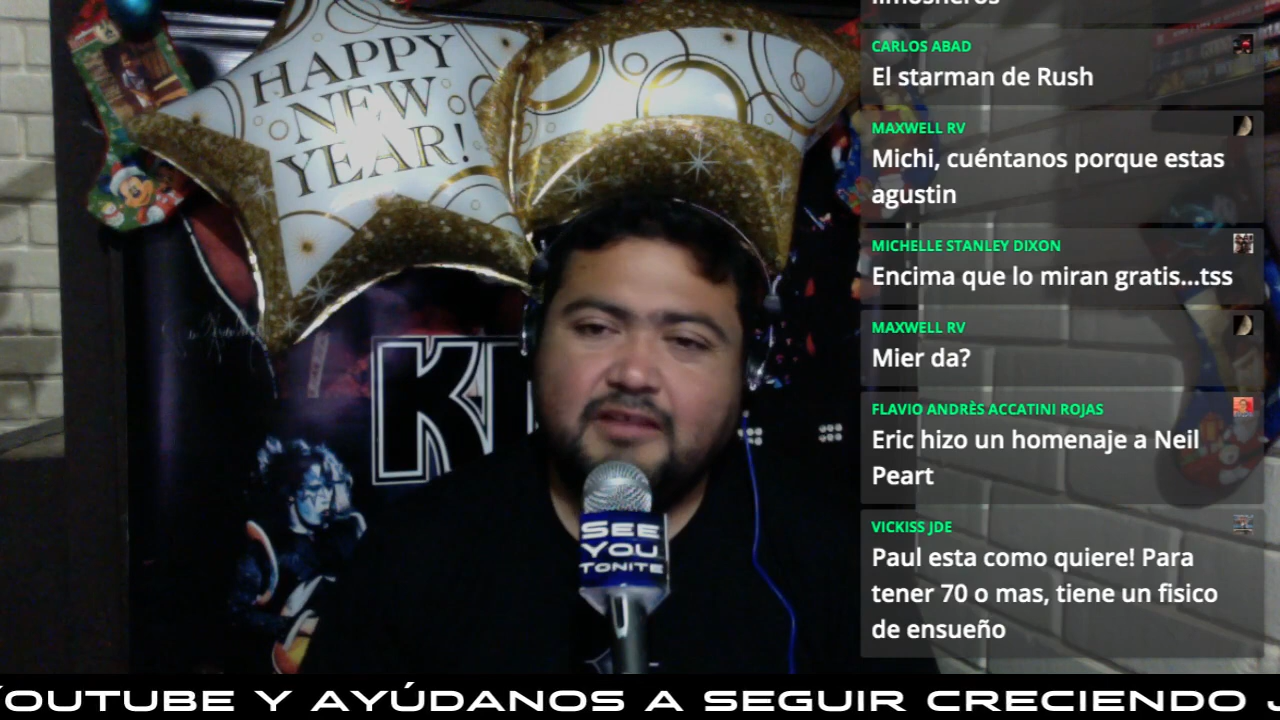 HAPPY
NEW
YEAR!
KI
SEE
YOU
TONITE
CARLOS ABAD
El starman de Rush
MAXWELL RV
Michi, cuéntanos porque estas
agustin
MICHELLE STANLEY DIXON
Encima que lo miran gratis...tss
MAXWELL RV
Mier da?
FLAVIO ANDRÈS ACCATINI ROJAS
Eric hizo un homenaje a Neil
Peart
VICKISS JDE
Paul esta como quiere! Para
tener 70 o mas, tiene un fisico
de ensueño
YOUTUBE Y AYÚDANOS A SEGUIR CRECIENDO